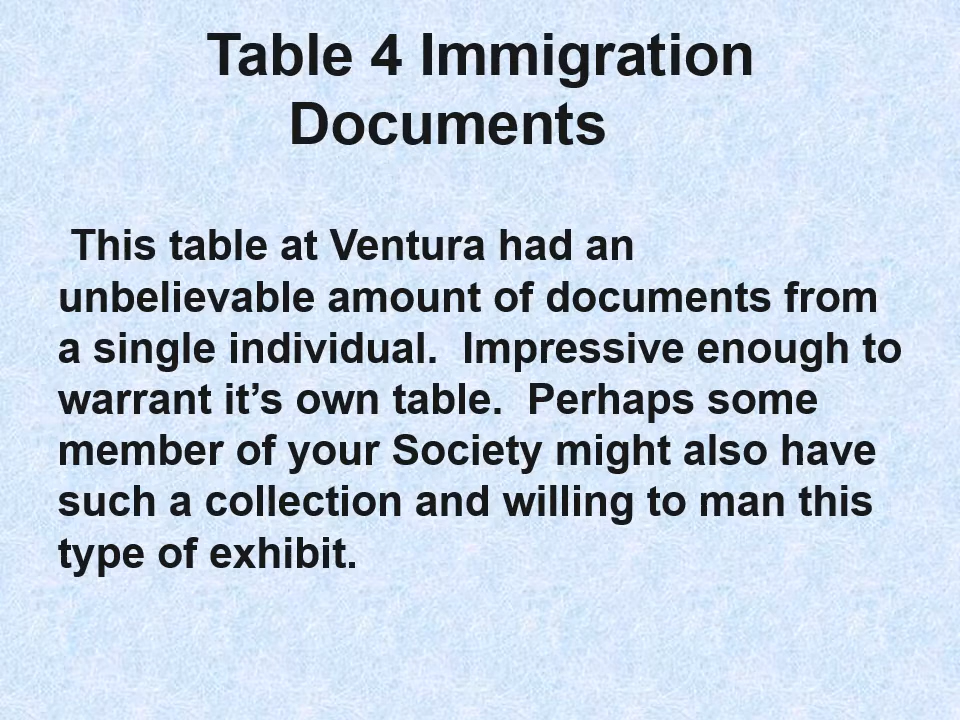 Table 4 Immigration
Documents
This table at Ventura had an
unbelievable amount of documents from
a single individual.  Impressive enough to
warrant it’s own table.  Perhaps some
member of your Society might also have
such a collection and willing to man this
type of exhibit.